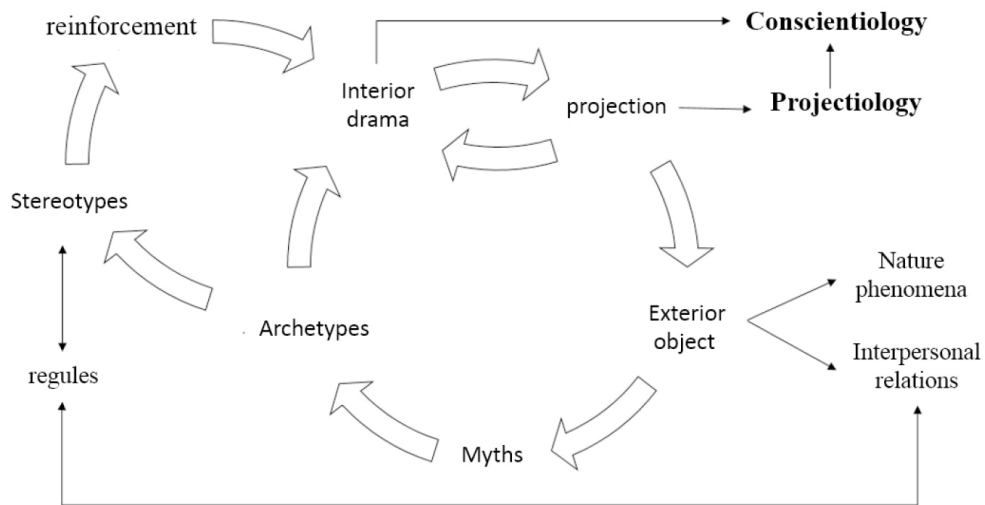 reinforcement
Conscientiology
Interior
drama
projection
Projectiology
Stereotypes
Nature
phenomena
Archetypes
Exterior
object
Interpersonal
relations
regules
Myths